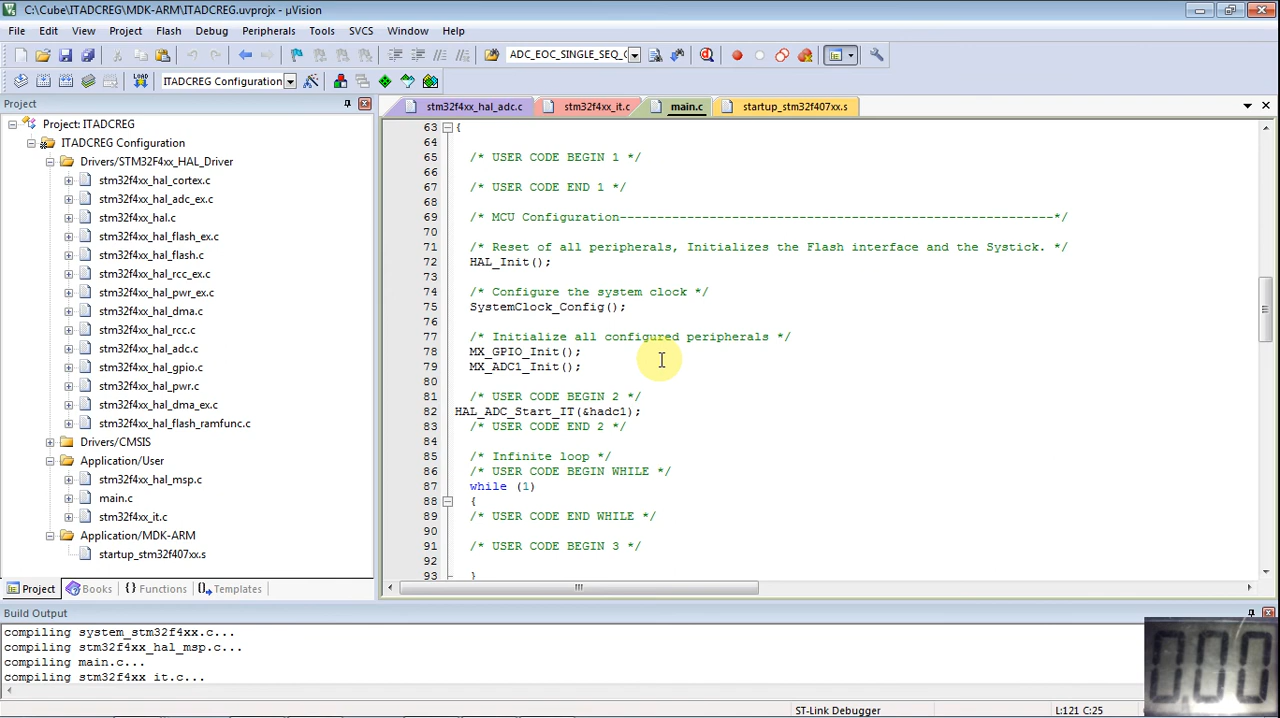 C:\Cube\ITADCREG\MDK-ARM\ITADCREG.uvprojx - µVision
File Edit View Project Flash Debug Peripherals Tools SVCS Window Help
ADC_EOC_SINGLE_SEQ_C
LOAD ITADCREG Configuration
Project
Project: ITADCREG
ITADCREG Configuration
Drivers/STM32F4xx_HAL_Driver
stm32f4xx_hal_cortex.c
stm32f4xx_hal_adc_ex.c
stm32f4xx_hal.c
stm32f4xx_hal_flash_ex.c
stm32f4xx_hal_flash.c
stm32f4xx_hal_rcc_ex.c
stm32f4xx_hal_pwr_ex.c
stm32f4xx_hal_dma.c
stm32f4xx_hal_rcc.c
stm32f4xx_hal_adc.c
stm32f4xx_hal_gpio.c
stm32f4xx_hal_pwr.c
stm32f4xx_hal_dma_ex.c
stm32f4xx_hal_flash_ramfunc.c
Drivers/CMSIS
Application/User
stm32f4xx_hal_msp.c
main.c
stm32f4xx_it.c
Application/MDK-ARM
startup_stm32f407xx.s
Project Books {} Functions Templates
stm32f4xx_hal_adc.c stm32f4xx_it.c main.c startup_stm32f407xx.s
63 {
64
65 /* USER CODE BEGIN 1 */
66
67 /* USER CODE END 1 */
68
69 /* MCU Configuration----------------------------------------------------------*/
70
71 /* Reset of all peripherals, Initializes the Flash interface and the Systick. */
72 HAL_Init();
73
74 /* Configure the system clock */
75 SystemClock_Config();
76
77 /* Initialize all configured peripherals */
78 MX_GPIO_Init();
79 MX_ADC1_Init();
80
81 /* USER CODE BEGIN 2 */
82 HAL_ADC_Start_IT(&hadc1);
83 /* USER CODE END 2 */
84
85 /* Infinite loop */
86 /* USER CODE BEGIN WHILE */
87 while (1)
88 {
89 /* USER CODE END WHILE */
90
91 /* USER CODE BEGIN 3 */
92
93 }
Build Output
compiling system_stm32f4xx.c...
compiling stm32f4xx_hal_msp.c...
compiling main.c...
compiling stm32f4xx it.c...
0.00
ST-Link Debugger
L:121 C:25